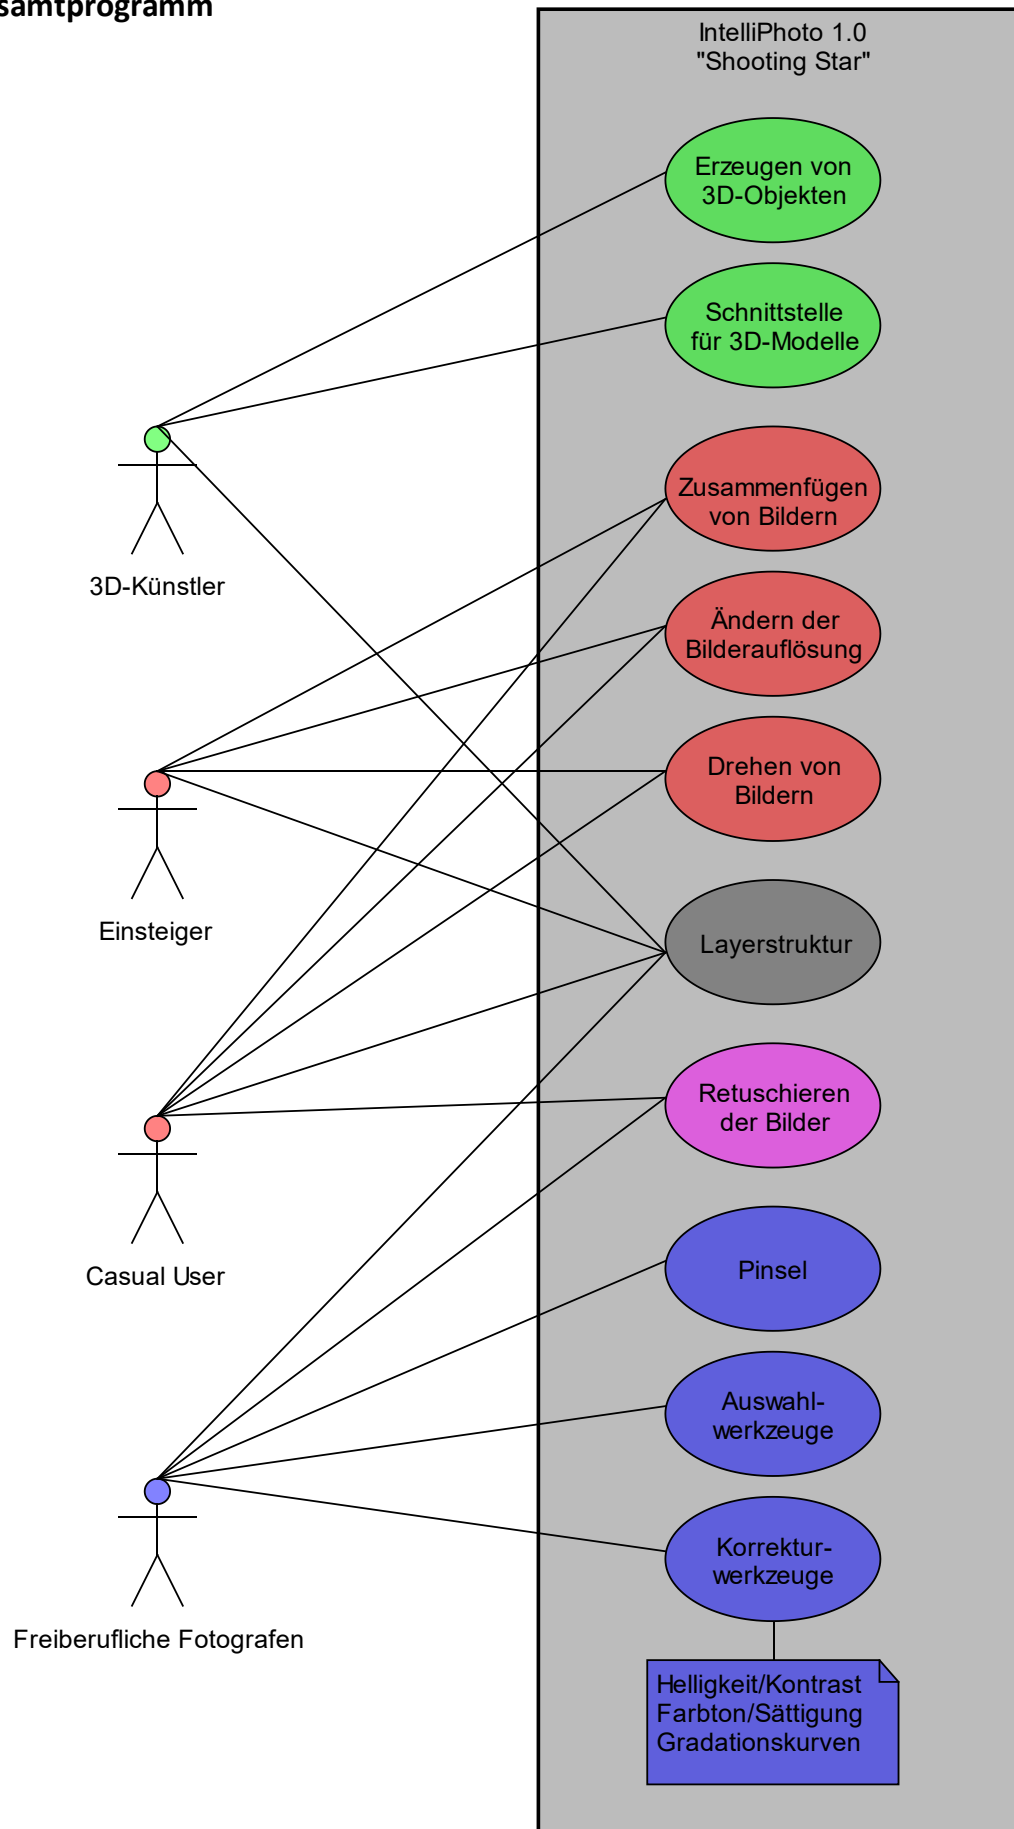 samtprogramm
IntelliPhoto 1.0
"Shooting Star"
Erzeugen von
3D-Objekten
Schnittstelle
für 3D-Modelle
Zusammenfügen
von Bildern
3D-Künstler
Ändern der
Bilderauflösung
Drehen von
Bildern
Einsteiger
Layerstruktur
Retuschieren
der Bilder
Casual User
Pinsel
Auswahl-
werkzeuge
Korrektur-
werkzeuge
Freiberufliche Fotografen
Helligkeit/Kontrast
Farbton/Sättigung
Gradationskurven